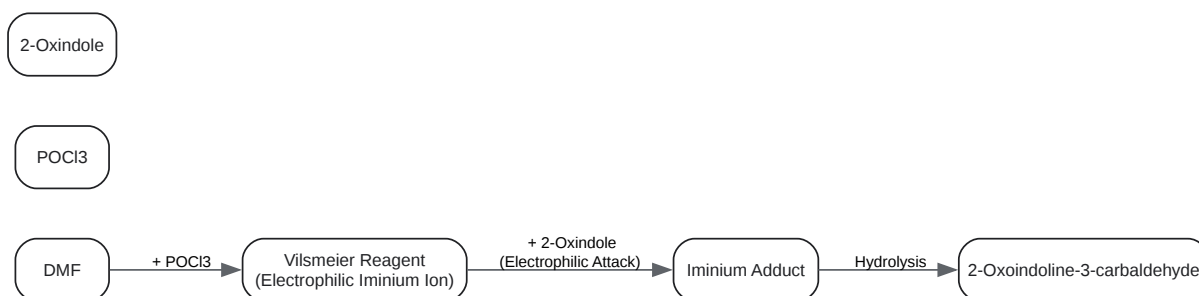 2-Oxindole
POCl3
DMF
+ POCl3
Vilsmeier Reagent
(Electrophilic Iminium Ion)
+ 2-Oxindole
(Electrophilic Attack)
Iminium Adduct
Hydrolysis
2-Oxoindoline-3-carbaldehyde